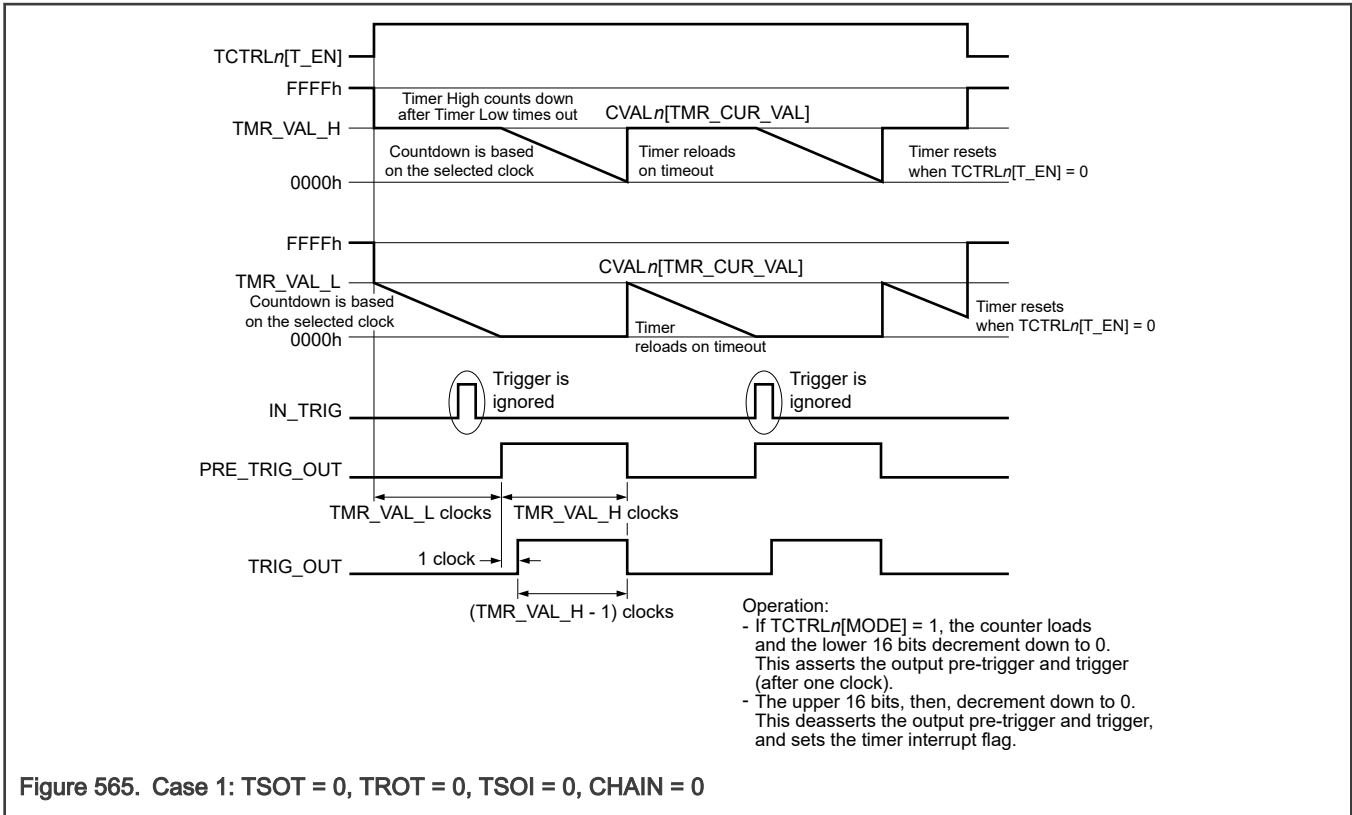 TCTRLn[T_EN]
FFFFh
Timer High counts down
after Timer Low times out
CVALn[TMR_CUR_VAL]
TMR_VAL_H
Countdown is based
on the selected clock
Timer reloads
on timeout
Timer resets
when TCTRLn[T_EN] = 0
0000h
FFFFh
CVALn[TMR_CUR_VAL]
TMR_VAL_L
Countdown is based
on the selected clock
Timer
reloads on timeout
Timer resets
when TCTRLn[T_EN] = 0
0000h
Trigger is
ignored
Trigger is
ignored
IN_TRIG
PRE_TRIG_OUT
TMR_VAL_L clocks
TMR_VAL_H clocks
1 clock
TRIG_OUT
(TMR_VAL_H - 1) clocks
Operation:
- If TCTRLn[MODE] = 1, the counter loads
and the lower 16 bits decrement down to 0.
This asserts the output pre-trigger and trigger
(after one clock).
- The upper 16 bits, then, decrement down to 0.
This deasserts the output pre-trigger and trigger,
and sets the timer interrupt flag.
Figure 565. Case 1: TSOT = 0, TROT = 0, TSOI = 0, CHAIN = 0